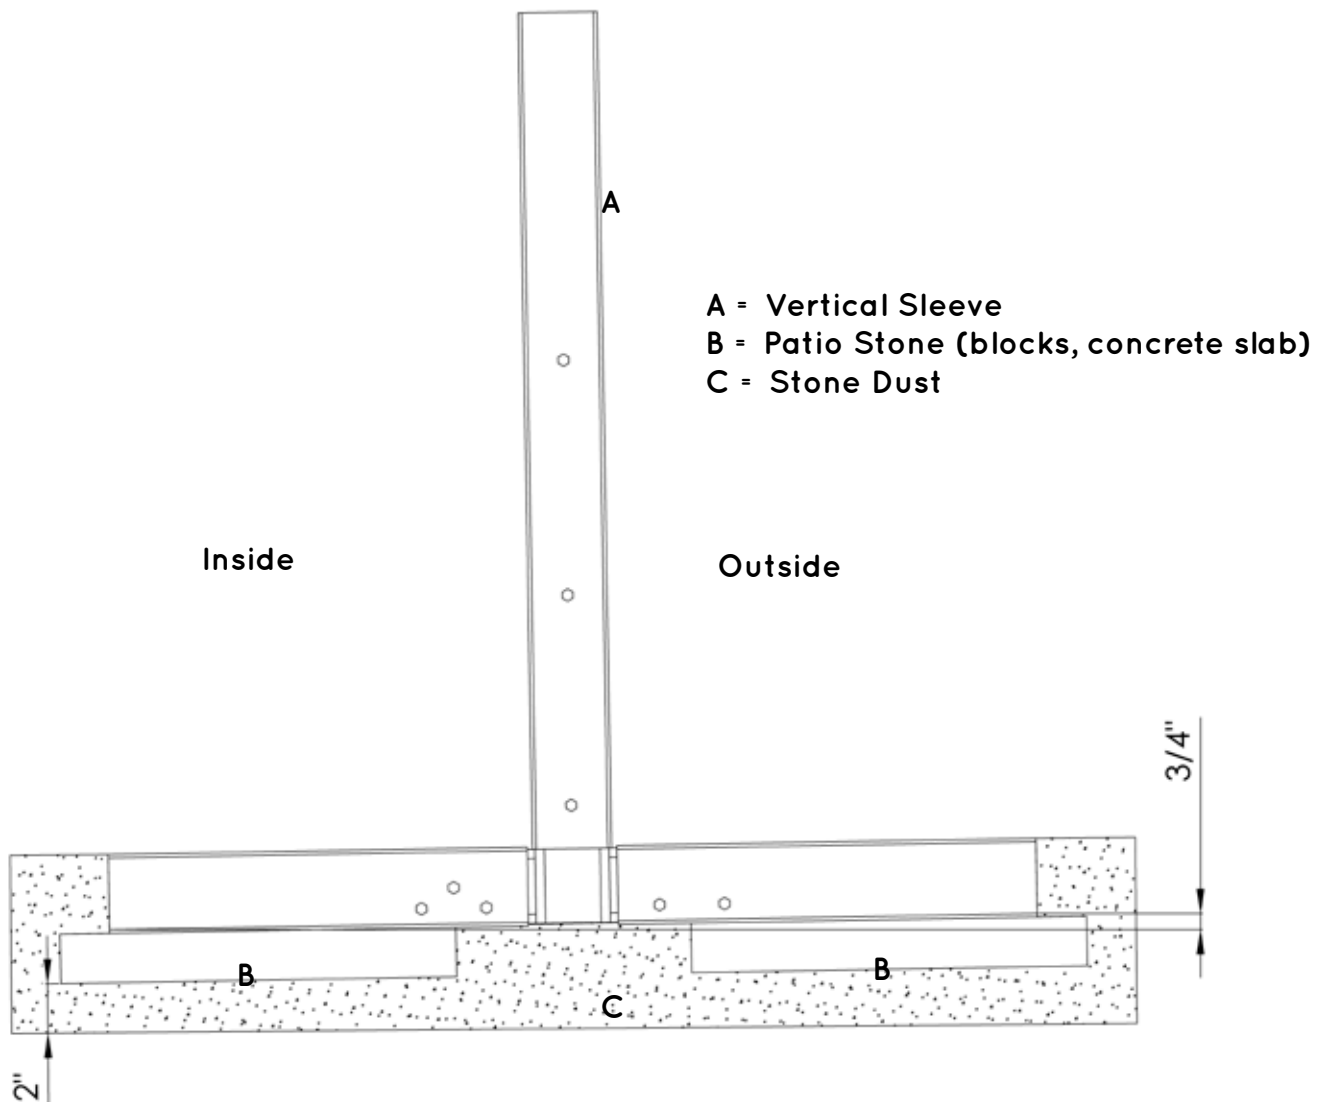 A
A = Vertical Sleeve
B = Patio Stone (blocks, concrete slab)
C = Stone Dust
Inside
Outside
3/4"
B
B
C
2"